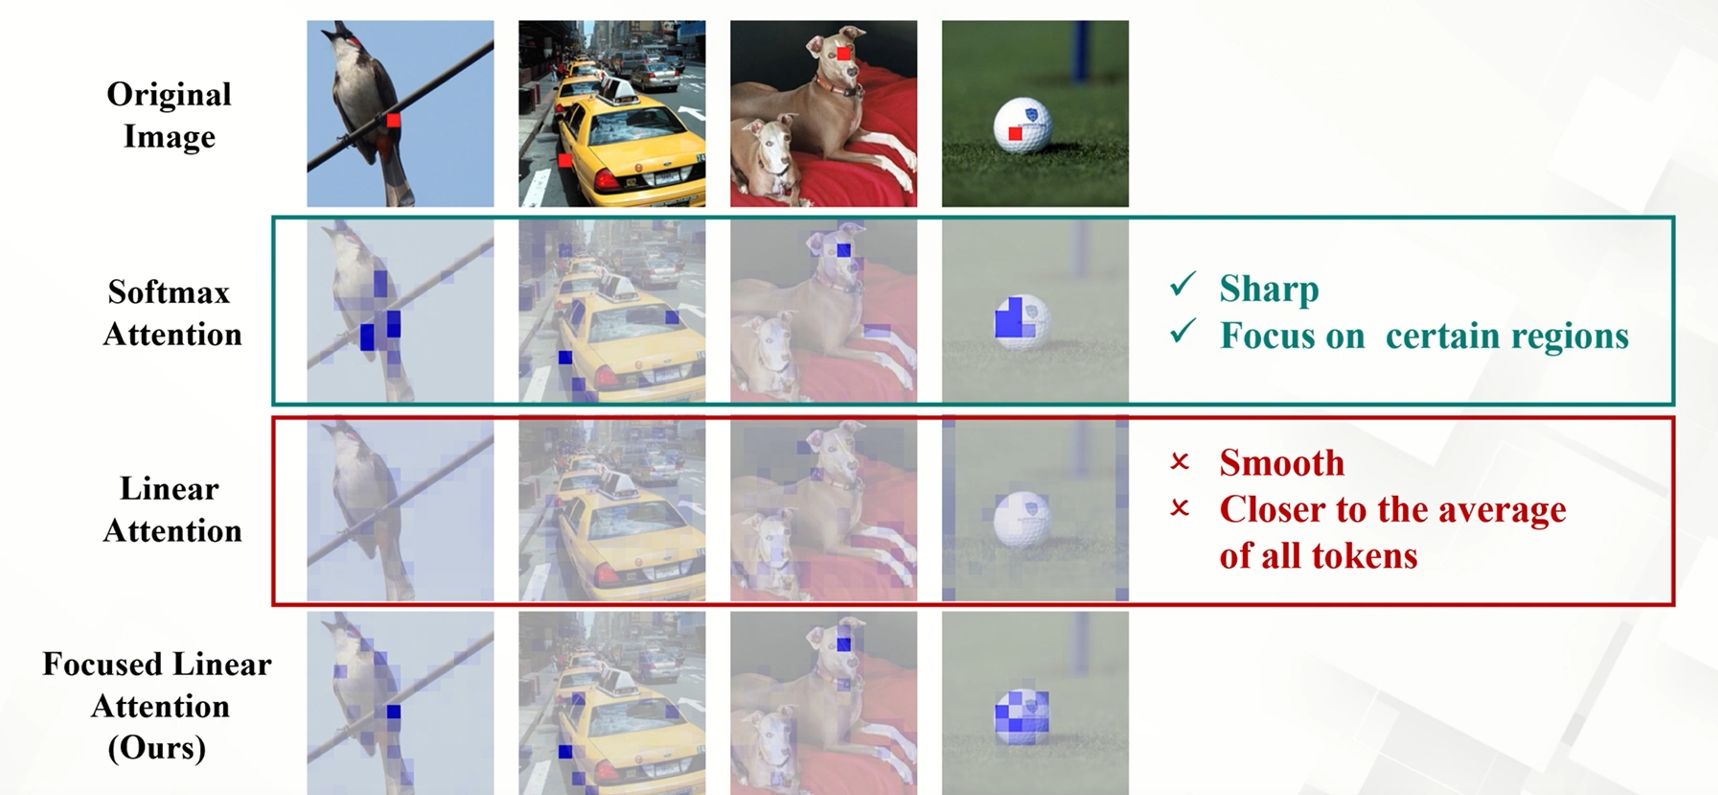 Original
Image
Softmax
Attention
✓ Sharp
✓ Focus on certain regions
Linear
Attention
× Smooth
× Closer to the average
of all tokens
Focused Linear
Attention
(Ours)